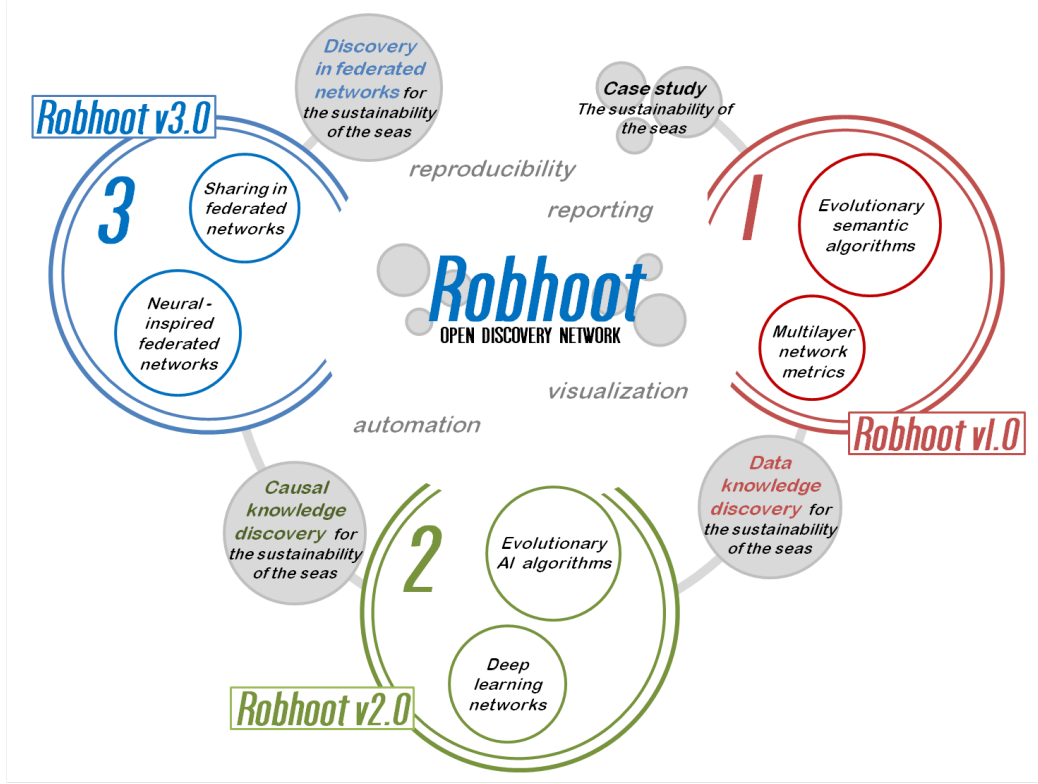 Discovery
in federated
networks for
the sustainability
of the seas
Case study
The sustainability of
the seas
Robhoot v3.0
3
Sharing in
federated
networks
Neural -
inspired
federated
networks
reproducibility
reporting
1
Evolutionary
semantic
algorithms
Multilayer
network
metrics
Robhoot
OPEN DISCOVERY NETWORK
visualization
automation
Robhoot v1.0
Data
knowledge
discovery for
the sustainability
of the seas
Causal
knowledge
discovery for
the sustainability
of the seas
2
Evolutionary
AI algorithms
Deep
learning
networks
Robhoot v2.0